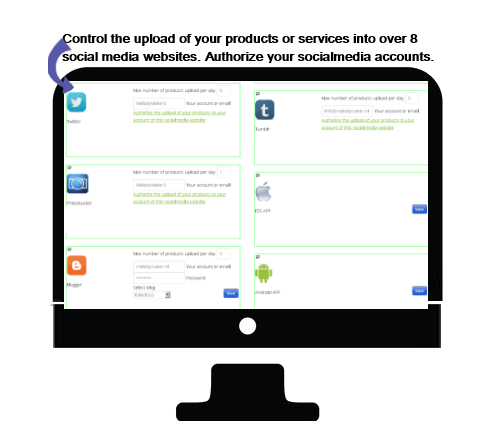 Control the upload of your products or services into over 8
social media websites. Authorize your socialmedia accounts.
Max number of products upload per day
Your account or email
Authorize the upload of your products to your
account of this socialmedia website
Twitter
Max number of products upload per day
Your account or email
Authorize the upload of your products to your
account of this socialmedia website
Tumblr
Max number of products upload per day
Your account or email
Authorize the upload of your products to your
account of this socialmedia website
Photobucket
IOS APP
Save
Max number of products upload per day
Your account or email
Password
Select blog
Blogger
Save
Android APP
Save